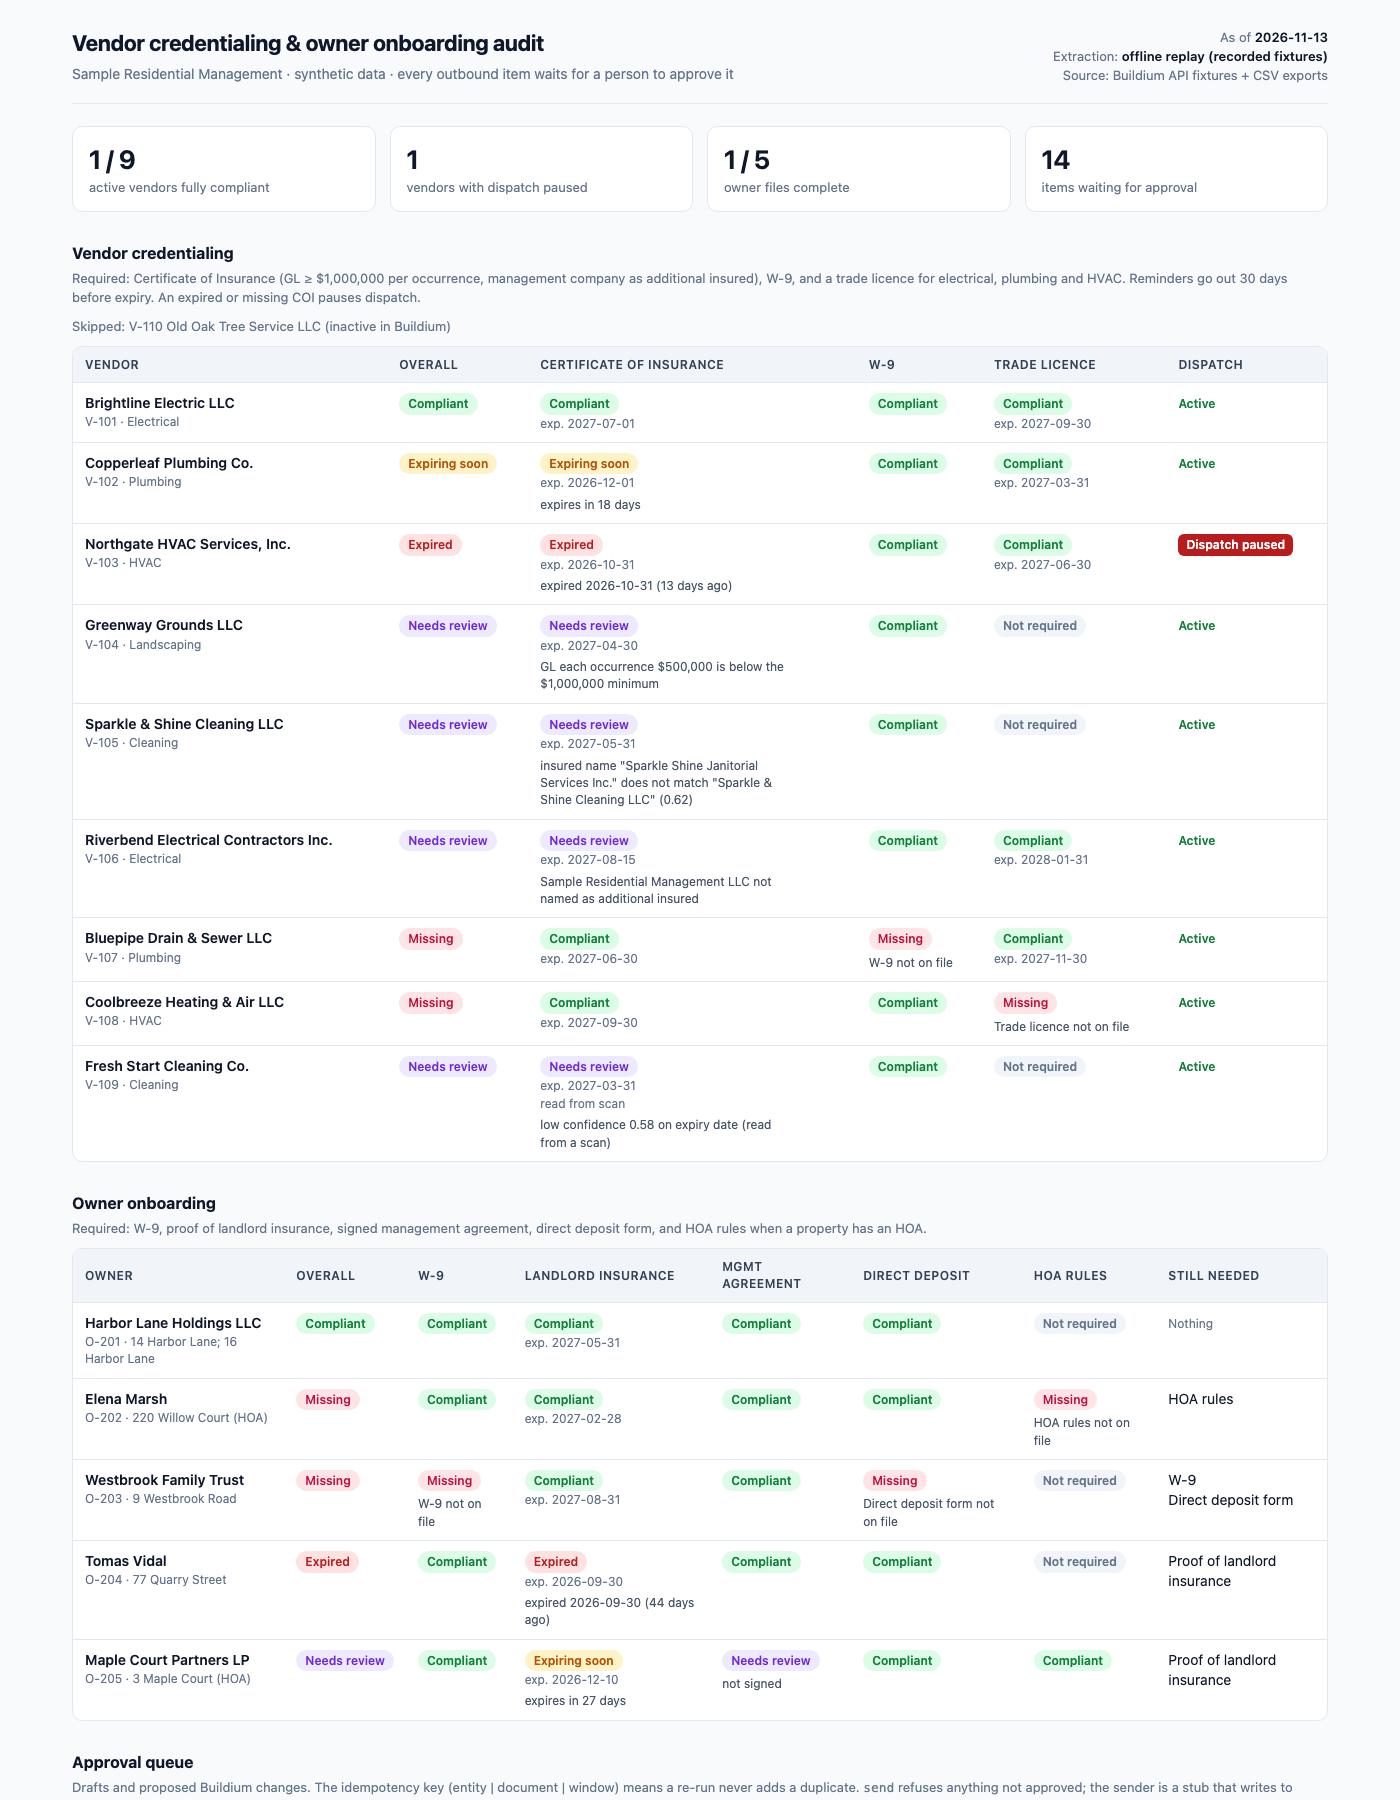 Vendor credentialing & owner onboarding audit
Sample Residential Management · synthetic data · every outbound item waits for a person to approve it
As of 2026-11-13
Extraction: offline replay (recorded fixtures)
Source: Buildium API fixtures + CSV exports
1 / 9
active vendors fully compliant
1
vendors with dispatch paused
1 / 5
owner files complete
14
items waiting for approval
Vendor credentialing
Required: Certificate of Insurance (GL ≥ $1,000,000 per occurrence, management company as additional insured), W-9, and a trade licence for electrical, plumbing and HVAC. Reminders go out 30 days
before expiry. An expired or missing COI pauses dispatch.
Skipped: V-110 Old Oak Tree Service LLC (inactive in Buildium)
VENDOR OVERALL CERTIFICATE OF INSURANCE W-9 TRADE LICENCE DISPATCH
Brightline Electric LLC Compliant Compliant Compliant Compliant Active
V-101 · Electrical exp. 2027-07-01 exp. 2027-09-30
Copperleaf Plumbing Co. Expiring soon Expiring soon Compliant Compliant Active
V-102 · Plumbing exp. 2026-12-01 exp. 2027-03-31
expires in 18 days
Northgate HVAC Services, Inc. Expired Expired Compliant Compliant Dispatch paused
V-103 · HVAC exp. 2026-10-31 exp. 2027-06-30
expired 2026-10-31 (13 days ago)
Greenway Grounds LLC Needs review Needs review Compliant Not required Active
V-104 · Landscaping exp. 2027-04-30
GL each occurrence $500,000 is below the
$1,000,000 minimum
Sparkle & Shine Cleaning LLC Needs review Needs review Compliant Not required Active
V-105 · Cleaning exp. 2027-05-31
insured name "Sparkle Shine Janitorial
Services Inc." does not match "Sparkle &
Shine Cleaning LLC" (0.62)
Riverbend Electrical Contractors Inc. Needs review Needs review Compliant Compliant Active
V-106 · Electrical exp. 2027-08-15 exp. 2028-01-31
Sample Residential Management LLC not
named as additional insured
Bluepipe Drain & Sewer LLC Missing Compliant Missing Compliant Active
V-107 · Plumbing exp. 2027-06-30 W-9 not on file exp. 2027-11-30
Coolbreeze Heating & Air LLC Missing Compliant Compliant Missing Active
V-108 · HVAC exp. 2027-09-30 Trade licence not on file
Fresh Start Cleaning Co. Needs review Needs review Compliant Not required Active
V-109 · Cleaning exp. 2027-03-31
read from scan
low confidence 0.58 on expiry date (read
from a scan)
Owner onboarding
Required: W-9, proof of landlord insurance, signed management agreement, direct deposit form, and HOA rules when a property has an HOA.
OWNER OVERALL W-9 LANDLORD INSURANCE MGMT AGREEMENT DIRECT DEPOSIT HOA RULES STILL NEEDED
Harbor Lane Holdings LLC Compliant Compliant Compliant Compliant Compliant Not required Nothing
O-201 · 14 Harbor Lane; 16 exp. 2027-05-31
Harbor Lane
Elena Marsh Missing Compliant Compliant Compliant Compliant Missing HOA rules
O-202 · 220 Willow Court (HOA) exp. 2027-02-28 HOA rules not on
file
Westbrook Family Trust Missing Missing Compliant Compliant Missing Not required W-9
O-203 · 9 Westbrook Road W-9 not on exp. 2027-08-31 Direct deposit form not Direct deposit form
file on file
Tomas Vidal Expired Compliant Expired Compliant Compliant Not required Proof of landlord
O-204 · 77 Quarry Street exp. 2026-09-30 insurance
expired 2026-09-30 (44 days
ago)
Maple Court Partners LP Needs review Compliant Expiring soon Needs review Compliant Compliant Proof of landlord
O-205 · 3 Maple Court (HOA) exp. 2026-12-10 not signed insurance
expires in 27 days
Approval queue
Drafts and proposed Buildium changes. The idempotency key (entity | document | window) means a re-run never adds a duplicate. send refuses anything not approved; the sender is a stub that writes to